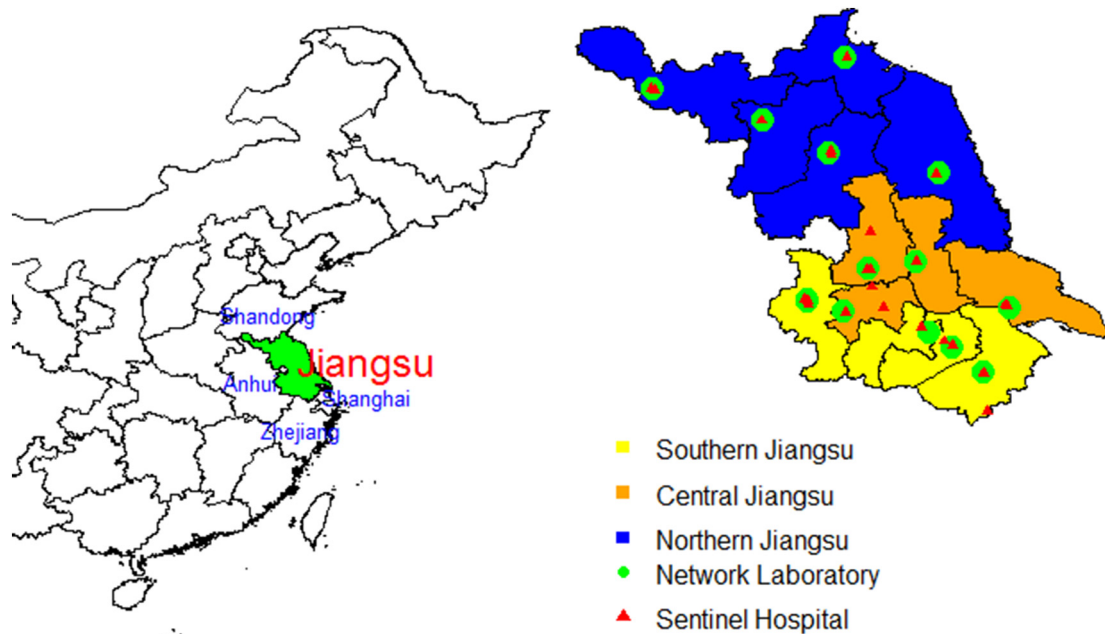 Shandong
Jiangsu
Anhui
Shanghai
Zhejiang
Southern Jiangsu
Central Jiangsu
Northern Jiangsu
Network Laboratory
Sentinel Hospital